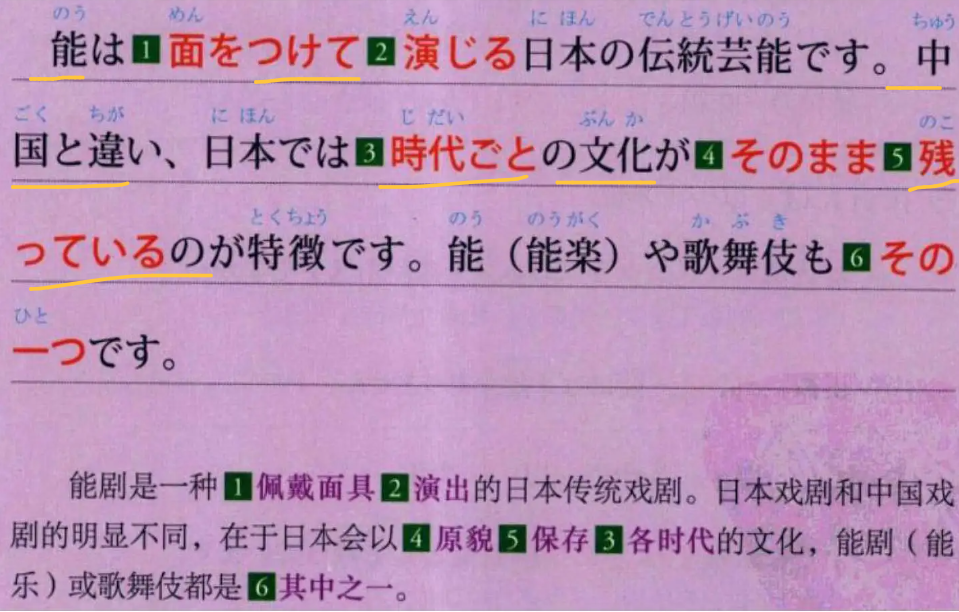 のう めん えん に ほん でんとうげいのう ちゅう
能は1面をつけて2演じる日本の伝統芸能です。中
ごく ちが に ほん じ だい ぶん か のこ
国と違い、日本では3時代ごとの文化が4そのまま5残
とくちょう のう のうがく か ぶ き
っているのが特徴です。能（能楽）や歌舞伎も6その
ひと
一つです。
能剧是一种1佩戴面具2演出的日本传统戏剧。日本戏剧和中国戏
剧的明显不同，在于日本会以4原貌5保存3各时代的文化，能剧（能
乐）或歌舞伎都是6其中之一。